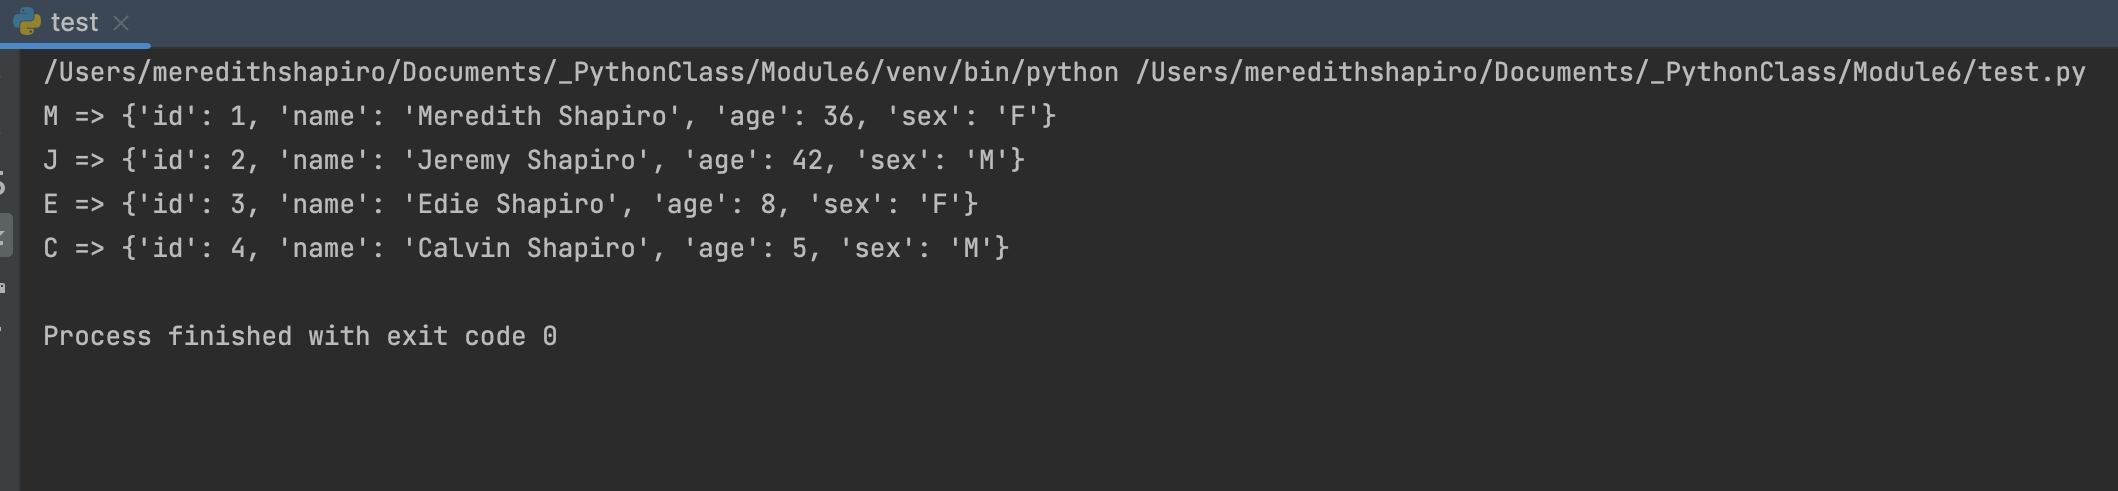 test
/Users/meredithshapiro/Documents/_PythonClass/Module6/venv/bin/python /Users/meredithshapiro/Documents/_PythonClass/Module6/test.py
M => {'id': 1, 'name': 'Meredith Shapiro', 'age': 36, 'sex': 'F'}
J => {'id': 2, 'name': 'Jeremy Shapiro', 'age': 42, 'sex': 'M'}
E => {'id': 3, 'name': 'Edie Shapiro', 'age': 8, 'sex': 'F'}
C => {'id': 4, 'name': 'Calvin Shapiro', 'age': 5, 'sex': 'M'}
Process finished with exit code 0